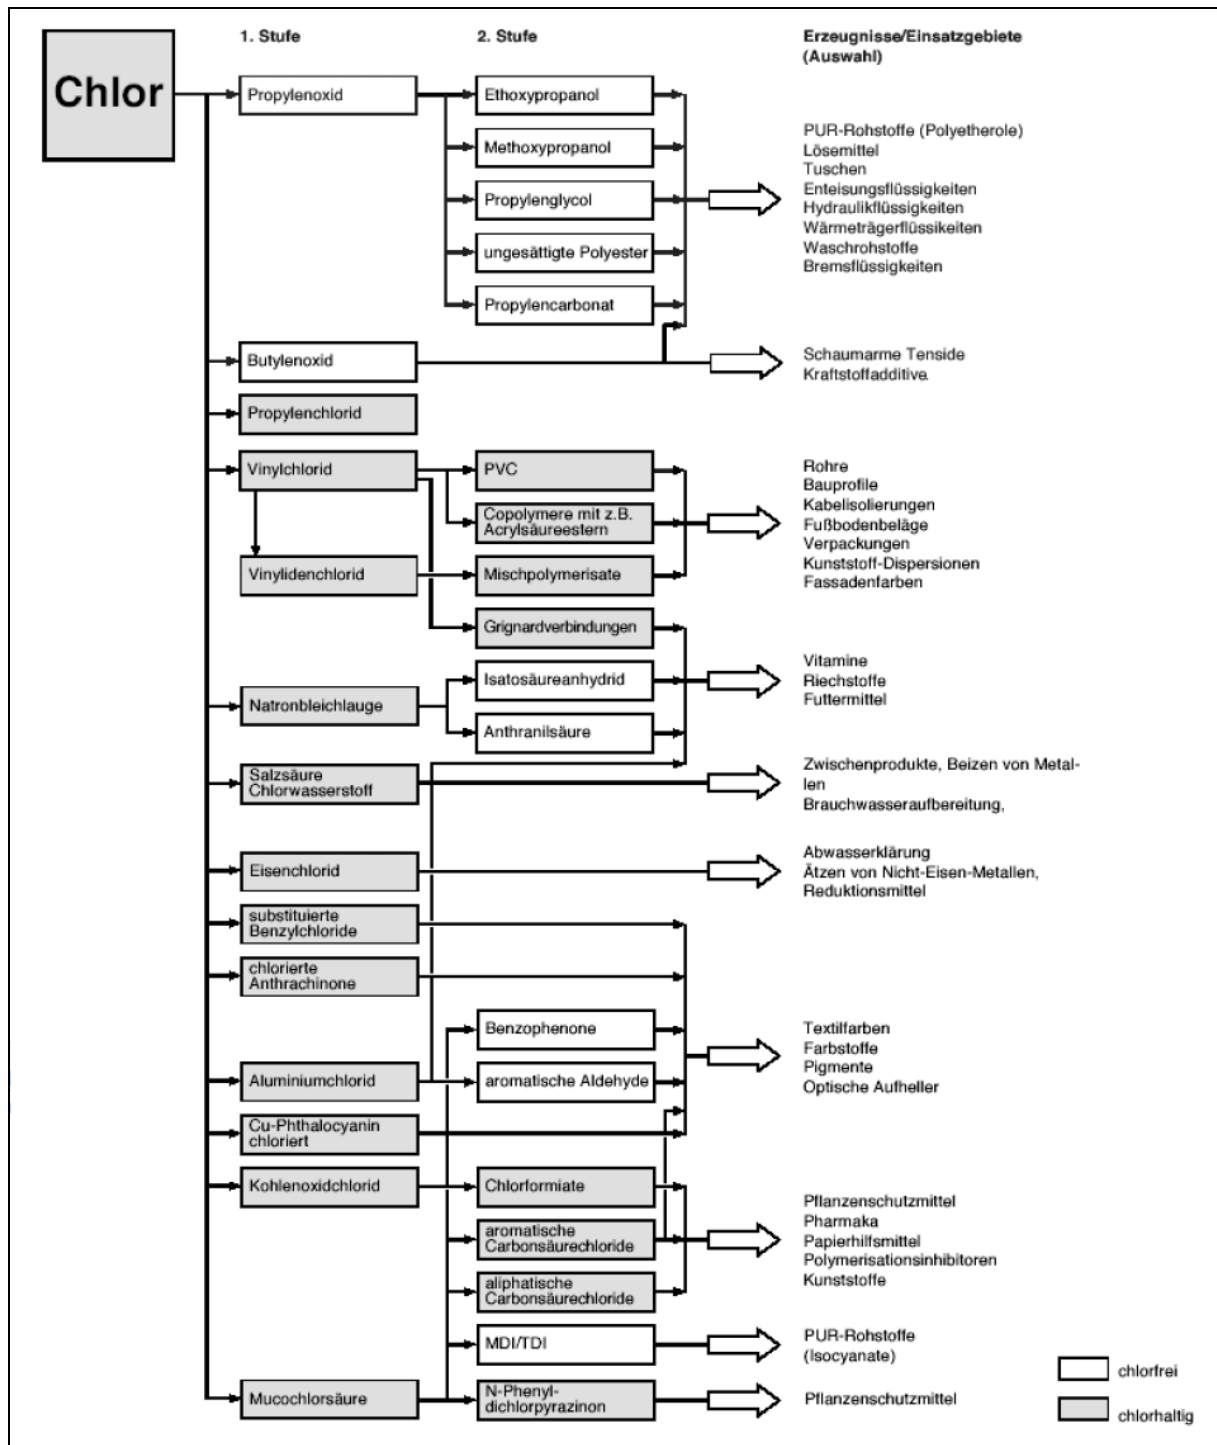 1. Stufe
2. Stufe
Erzeugnisse/Einsatzgebiete
(Auswahl)
Chlor
Propylenoxid
Ethoxypropanol
Methoxypropanol
Propylenglycol
ungesättigte Polyester
Propylencarbonat
PUR-Rohstoffe (Polyetherole)
Lösemittel
Tuschen
Enteisungsflüssigkeiten
Hydraulikflüssigkeiten
Wärmeträgerflüssikeiten
Waschrohstoffe
Bremsflüssigkeiten
Butylenoxid
Schaumarme Tenside
Kraftstoffadditive.
Propylenchlorid
Vinylchlorid
PVC
Copolymere mit z.B.
Acrylsäureestern
Vinylidenchlorid
Mischpolymerisate
Rohre
Bauprofile
Kabelisolierungen
Fußbodenbeläge
Verpackungen
Kunststoff-Dispersionen
Fassadenfarben
Grignardverbindungen
Isatosäureanhydrid
Natronbleichlauge
Anthranilsäure
Vitamine
Riechstoffe
Futtermittel
Salzsäure
Chlorwasserstoff
Zwischenprodukte, Beizen von Metal-
len
Brauchwasseraufbereitung,
Eisenchlorid
Abwasserklärung
Ätzen von Nicht-Eisen-Metallen,
Reduktionsmittel
substituierte
Benzylchloride
chlorierte
Anthrachinone
Benzophenone
Aluminiumchlorid
aromatische Aldehyde
Cu-Phthalocyanin
chloriert
Textilfarben
Farbstoffe
Pigmente
Optische Aufheller
Kohlenoxidchlorid
Chlorformiate
aromatische
Carbonsäurechloride
aliphatische
Carbonsäurechloride
Pflanzenschutzmittel
Pharmaka
Papierhilfsmittel
Polymerisationsinhibitoren
Kunststoffe
MDI/TDI
PUR-Rohstoffe
(Isocyanate)
Mucochlorsäure
N-Phenyl-
dichlorpyrazinon
Pflanzenschutzmittel
chlorfrei
chlorhaltig